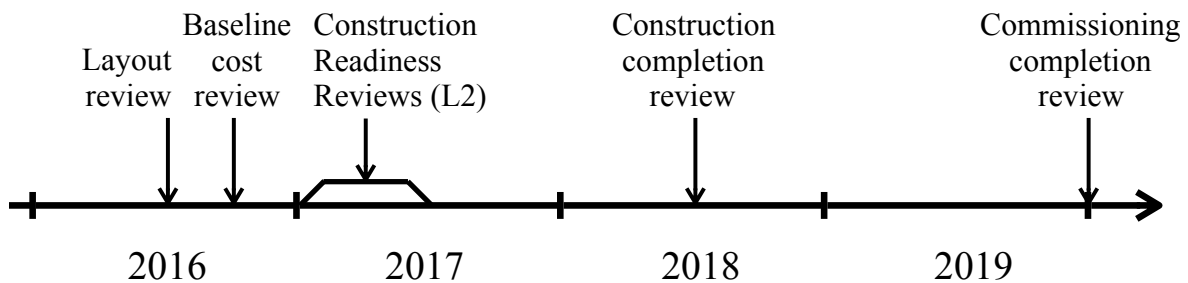 Layout
review
Baseline
cost
review
Construction
Readiness
Reviews (L2)
Construction
completion
review
Commissioning
completion
review
2016
2017
2018
2019